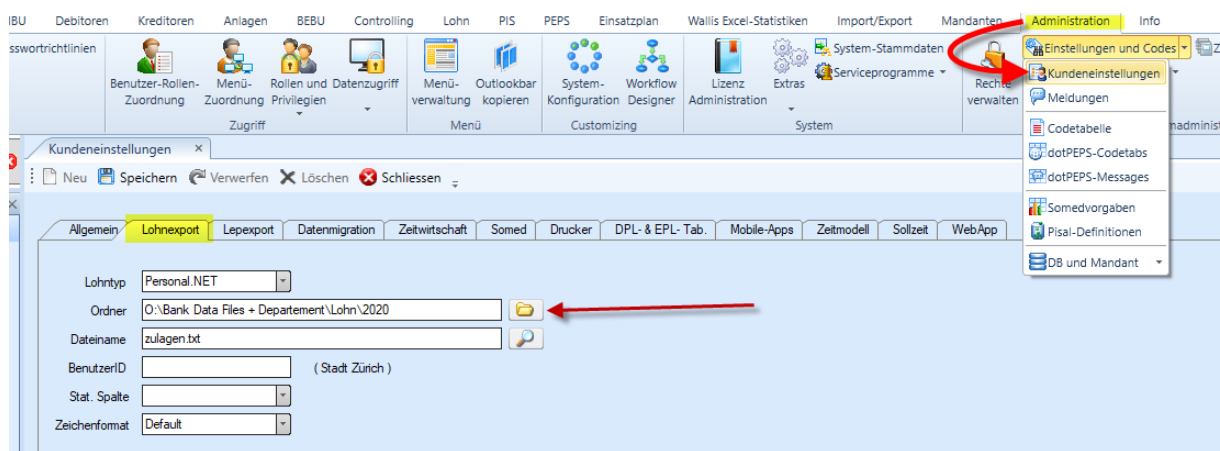 IBU Debitoren Kreditoren Anlagen BEBU Controlling Lohn PIS PEPS Einsatzplan Wallis Excel-Statistiken Import/Export Mandanten Administration Info
sswortrichtlinien
Benutzer-Rollen-
Zuordnung
Menü-
Zuordnung
Rollen und
Privilegien
Datenzugriff
Zugriff
Menü-
verwaltung
Outlookbar
kopieren
Menü
System-
Konfiguration
Workflow
Designer
Customizing
Lizenz
Administration
Extras
System-Stammdaten
Serviceprogramme
System
Rechte
verwalten
Einstellungen und Codes
Z
Kundeneinstellungen
Meldungen
Codetabelle
dotPEPS-Codetabs
dotPEPS-Messages
Somedvorgaben
Pisal-Definitionen
DB und Mandant
nadminist
Kundeneinstellungen ×
Neu Speichern Verwerfen Löschen Schliessen
Allgemein Lohnexport Lepexport Datenmigration Zeitwirtschaft Somed Drucker DPL- & EPL- Tab. Mobile-Apps Zeitmodell Sollzeit WebApp
Lohntyp Personal.NET
Ordner O:\Bank Data Files + Departement\Lohn\2020
Dateiname zulagen.txt
BenutzerID ( Stadt Zürich )
Stat. Spalte
Zeichenformat Default